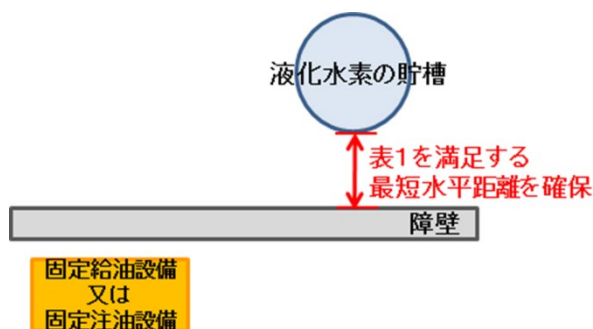 液化水素の貯槽
表1を満足する
最短水平距離を確保
障壁
固定給油設備
又は
固定注油設備